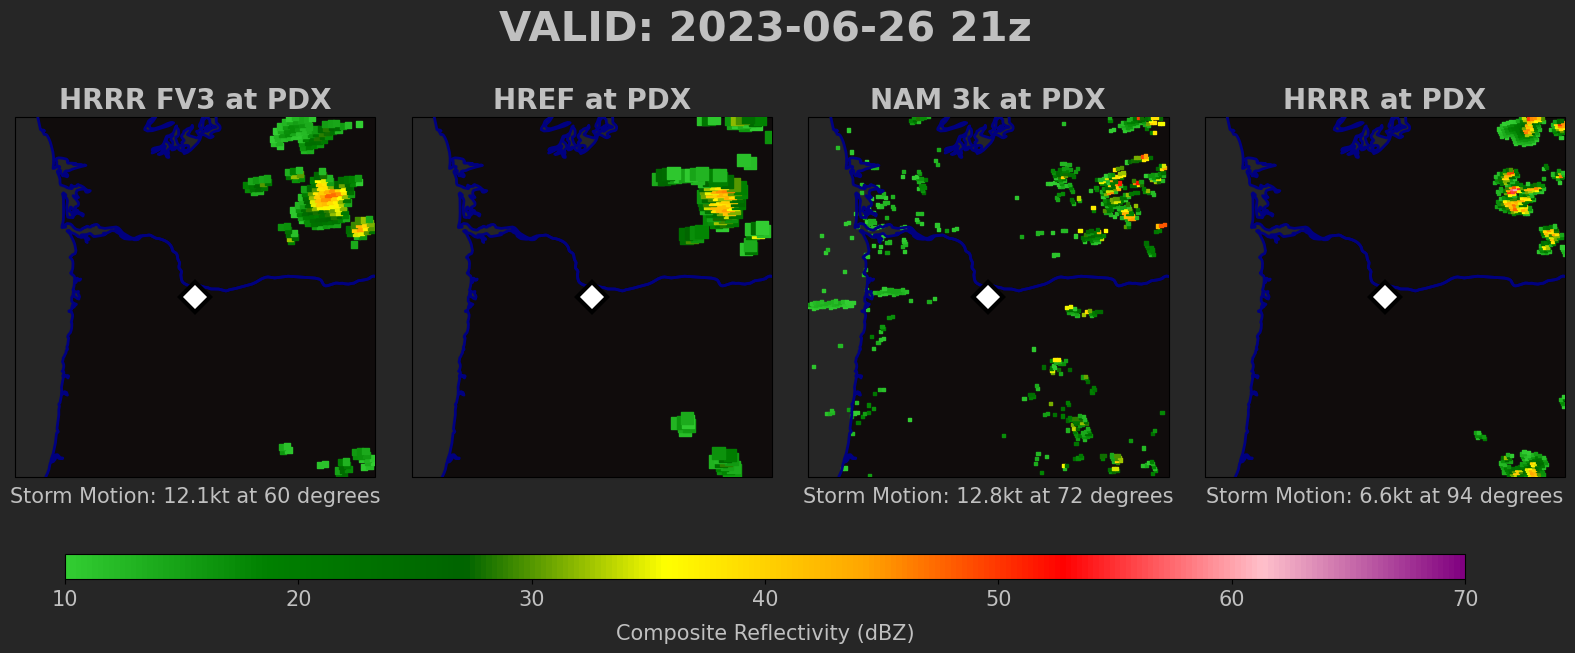 VALID: 2023-06-26 21z
HRRR FV3 at PDX
HREF at PDX
NAM 3k at PDX
HRRR at PDX
Storm Motion: 12.1kt at 60 degrees
Storm Motion: 12.8kt at 72 degrees
Storm Motion: 6.6kt at 94 degrees
10 20 30 40 50 60 70
Composite Reflectivity (dBZ)